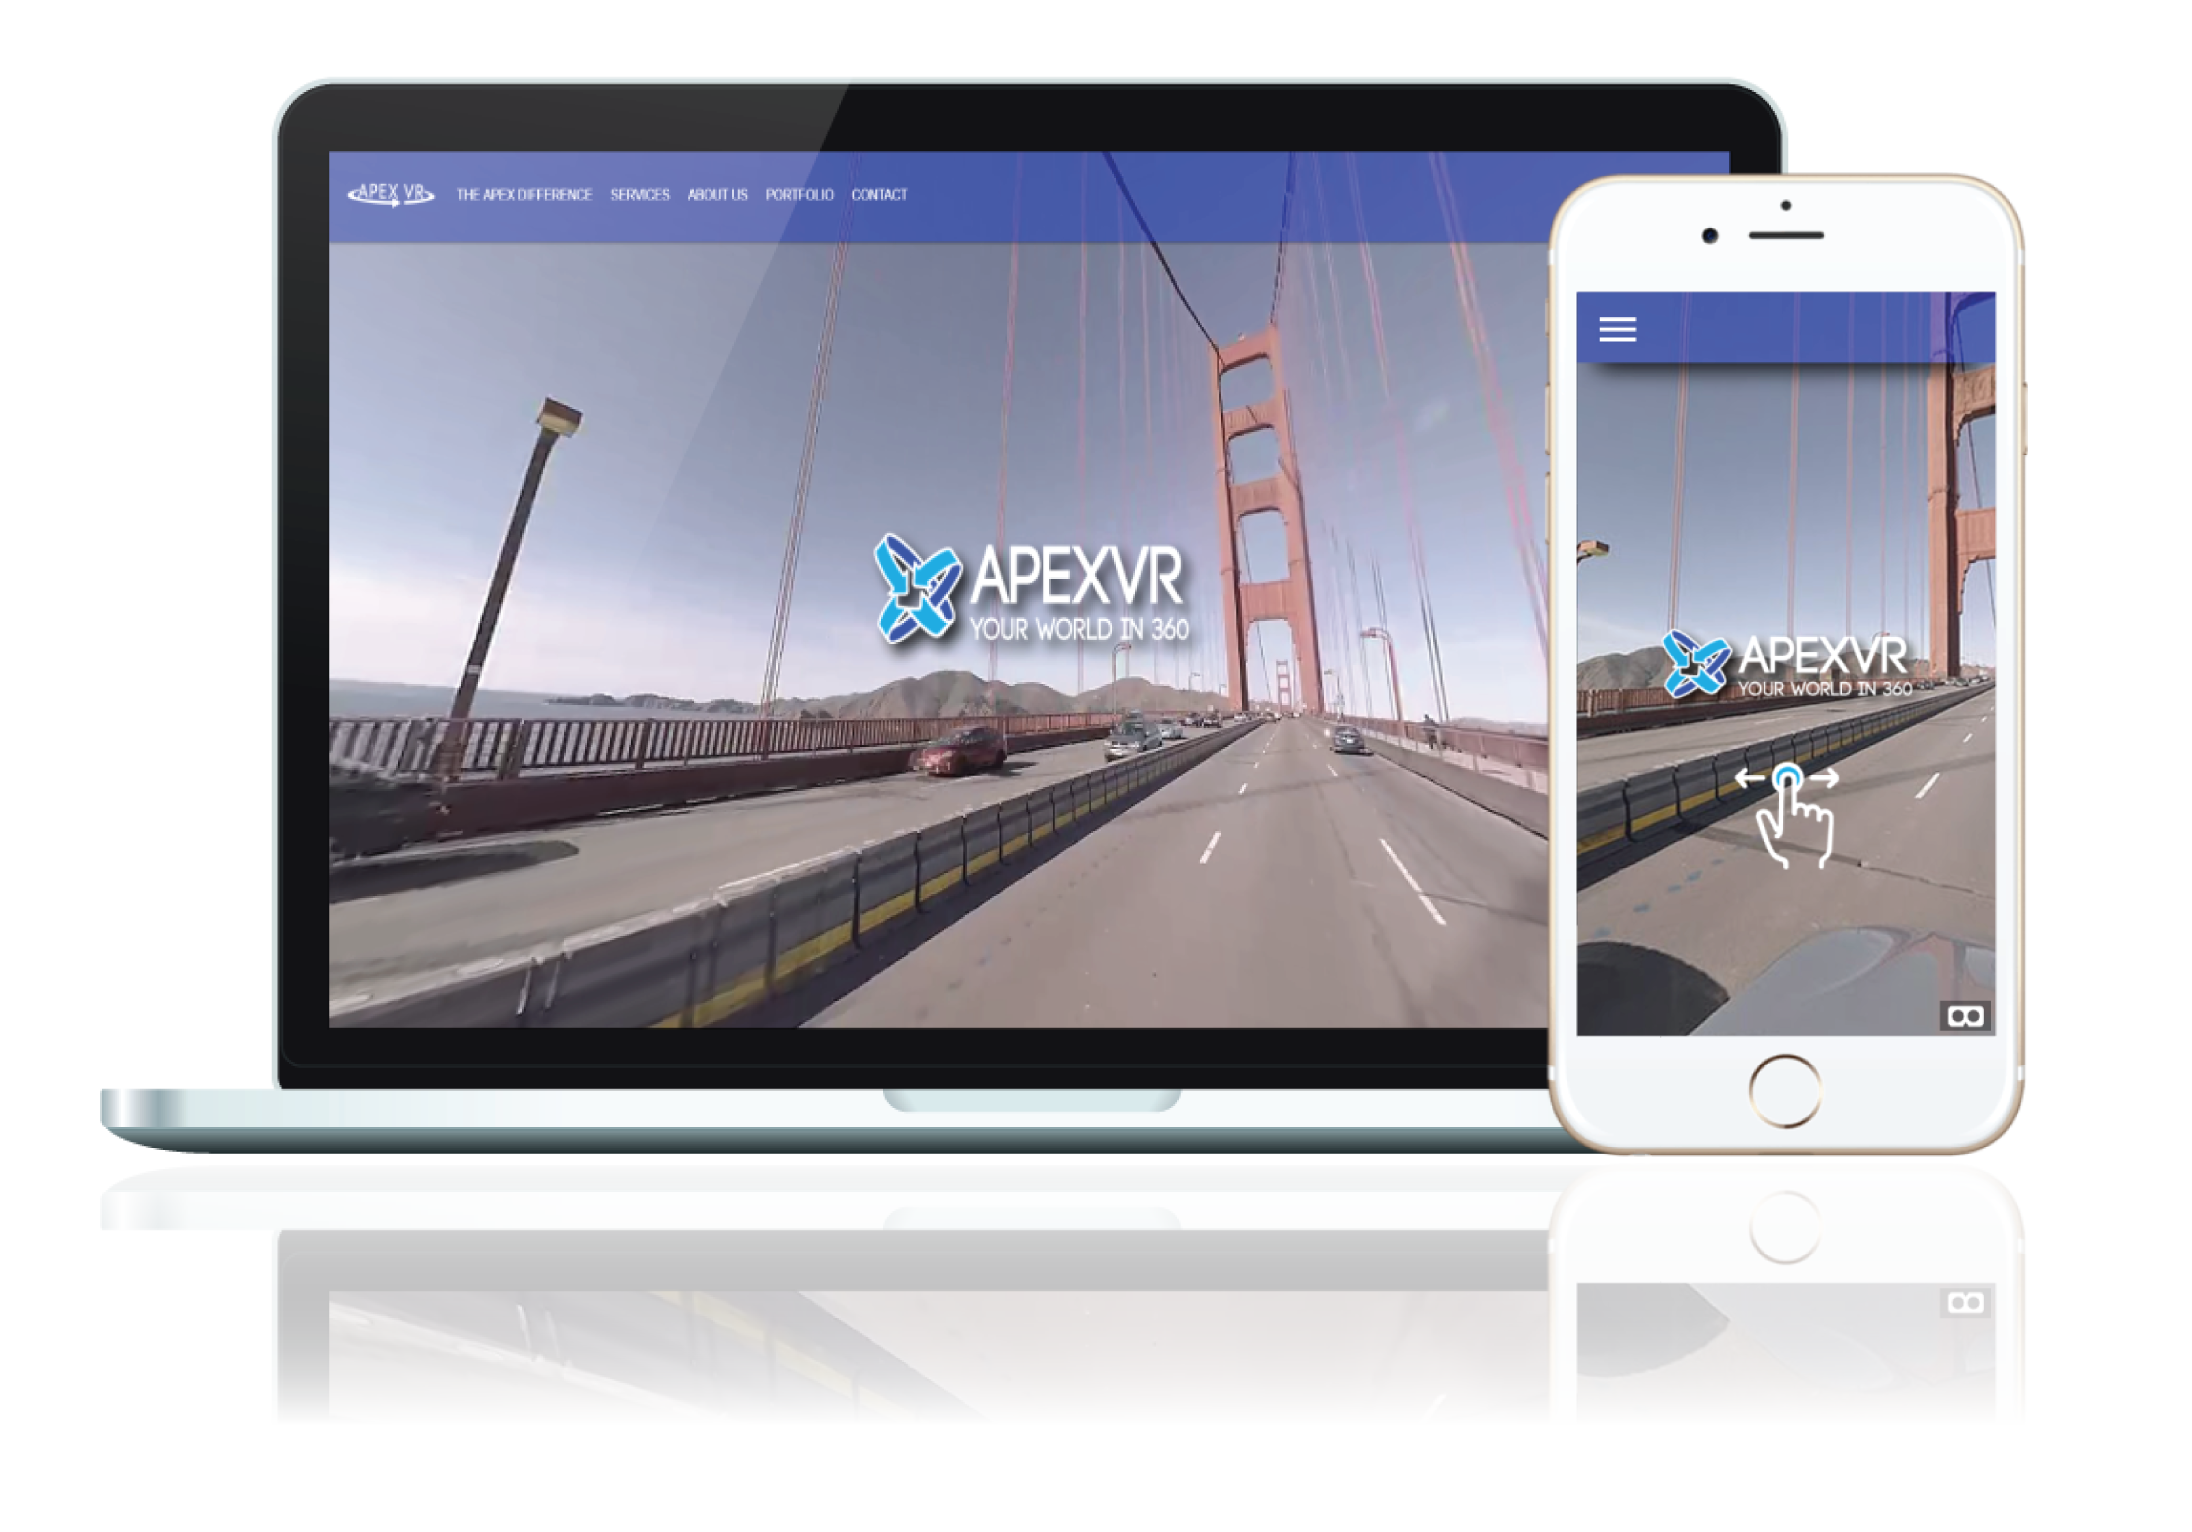 APEX VR THE APEX DIFFERENCE SERVICES ABOUT US PORTFOLIO CONTACT
APEXVR
YOUR WORLD IN 360
APEXVR
YOUR WORLD IN 360